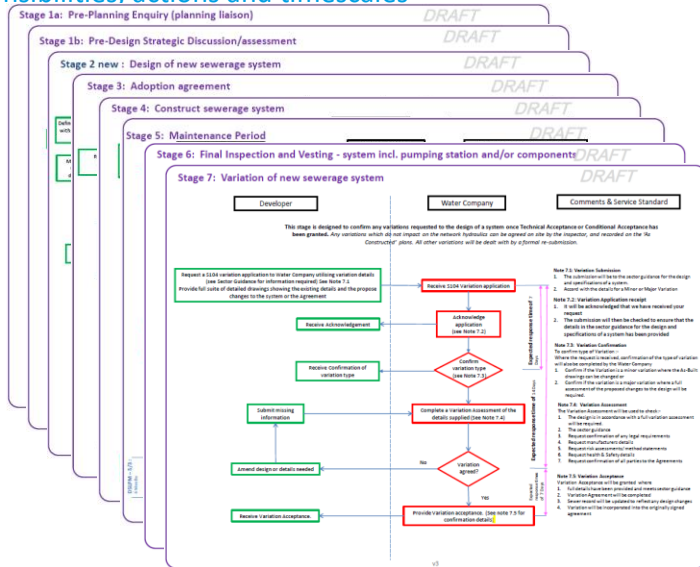 nsibilities, actions and timescales
Stage 1a: Pre-Planning Enquiry (planning liaison)
DRAFT
Stage 1b: Pre-Design Strategic Discussion/assessment
DRAFT
Stage 2 new : Design of new sewerage system
DRAFT
Stage 3: Adoption agreement
DRAFT
Stage 4: Construct sewerage system
DRAFT
Stage 5: Maintenance Period
DRAFT
Stage 6: Final Inspection and Vesting - system incl. pumping station and/or components
DRAFT
Stage 7: Variation of new sewerage system
DRAFT
Developer
Water Company
Comments & Service Standard
This stage is designed to confirm any variations requested to the design of a system once Technical Acceptance or Conditional Acceptance has
been granted. Any variations which do not impact on the network hydraulics can be agreed on site by the inspector, and recorded on the 'As
Constructed' plans. All other variations will be dealt with by a formal re-submission.
Request a S104 variation application to Water Company utilising variation details
(see Sector Guidance for information required) See Note 7.1
Provide full suite of detailed drawings showing the existing details and the propose
changes to the system or the Agreement
Receive S104 Variation application
Receive Acknowledgement
Acknowledge
application
(see Note 7.2)
Receive Confirmation of
variation type
Confirm
variation type
(see Note 7.3)
Submit missing
information
Complete a Variation Assessment of the
details supplied (See Note 7.4)
Amend design or details needed
No
Variation
agreed?
Yes
Receive Variation Acceptance.
Provide Variation acceptance. (See note 7.5 for
confirmation details)
Expected response time of 7
Days
Expected response time of 14 Days
Expected
response time
of 7 Days
Note 7.1: Variation Submission
1. The submission will be to the sector guidance for the design
and specifications of a system.
2. Accord with the details for a Minor or Major Variation
Note 7.2: Variation Application receipt
1. It will be acknowledged that we have received your
request
2. The submission will then be checked to ensure that the
details in the sector guidance for the design and
specifications of a system has been provided
Note 7.3: Variation Confirmation
To confirm type of Variation –
Where the request is received, confirmation of the type of variation
will also be completed by the Water Company
1. Confirm if the Variation is a minor variation where the As-Built
drawings can be changed or
2. Confirm if the variation is a major variation where a full
assessment of the proposed changes to the design will be
required.
Note 7.4: Variation Assessment
The Variation Assessment will be used to check:-
1. The design is in accordance with a full variation assessment
will be required.
2. The sector guidance
3. Request confirmation of any legal requirements
4. Request manufacturer details
5. Request risk assessments/method statements
6. Request Health & Safety details
7. Request confirmation of all parties to the Agreements
Note 7.5: Variation Acceptance
Variation Acceptance will be granted where
1. Full details have been provided and meets sector guidance
2. Variation Agreement will be completed
3. Sewer record will be updated to reflect any design changes
4. Variation will be incorporated into the originally signed
agreement
v3